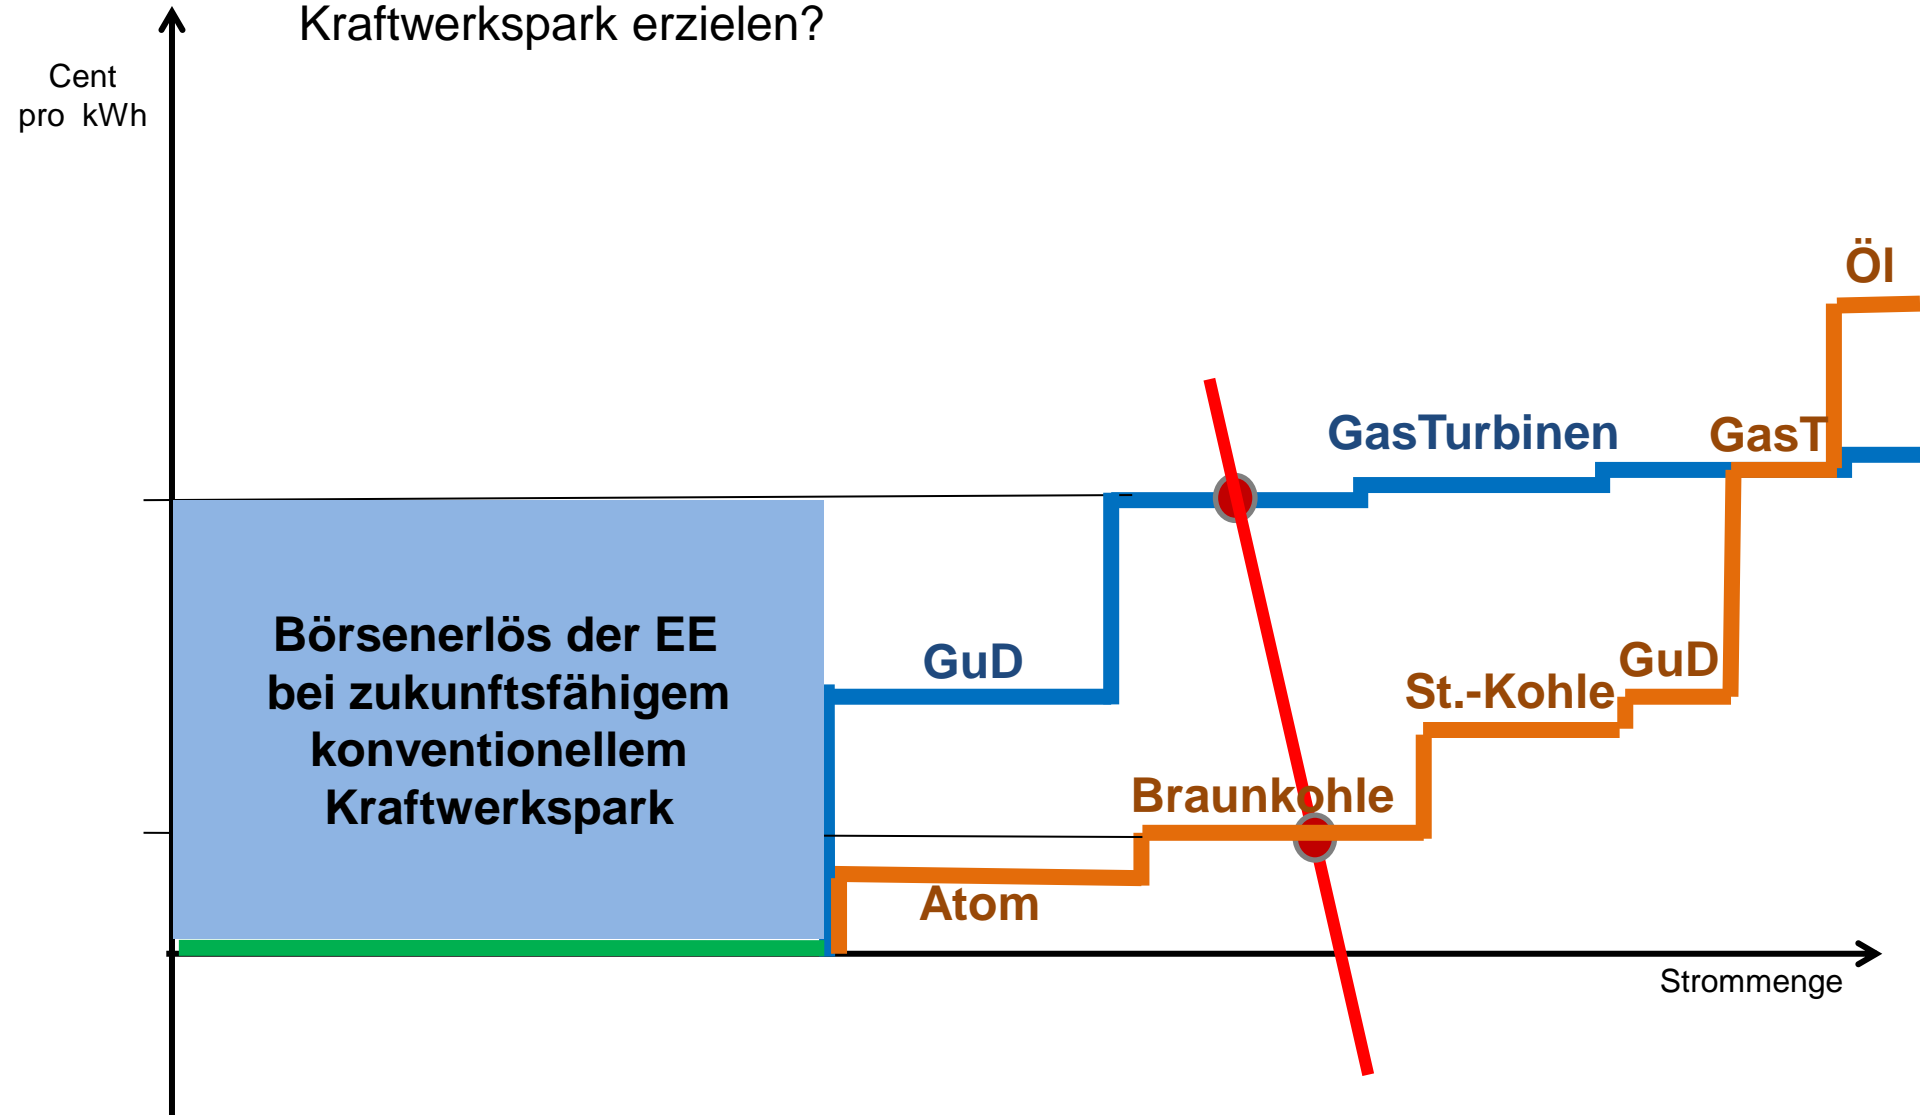 Kraftwerkspark erzielen?
Cent
pro kWh
Öl
GasTurbinen
GasT
Börsenerlös der EE
bei zukunftsfähigem
konventionellem
Kraftwerkspark
GuD
GuD
St.-Kohle
Braunkohle
Atom
Strommenge